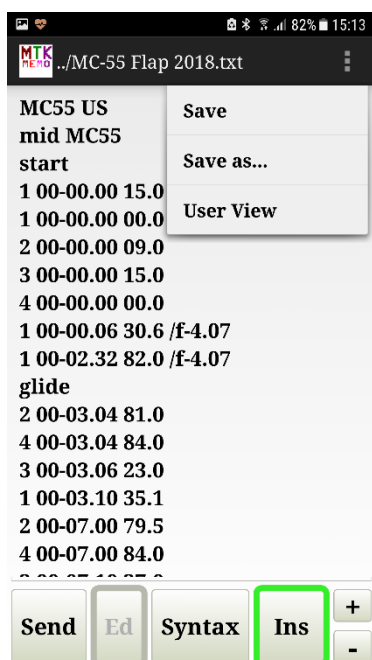 82% 15:13
MTK MEMO ../MC-55 Flap 2018.txt
Save
Save as...
User View
MC55 US
mid MC55
start
1 00-00.00 15.0
1 00-00.00 00.0
2 00-00.00 09.0
3 00-00.00 15.0
4 00-00.00 00.0
1 00-00.06 30.6 /f-4.07
1 00-02.32 82.0 /f-4.07
glide
2 00-03.04 81.0
4 00-03.04 84.0
3 00-03.06 23.0
1 00-03.10 35.1
2 00-07.00 79.5
4 00-07.00 84.0
Send Ed Syntax Ins +
-